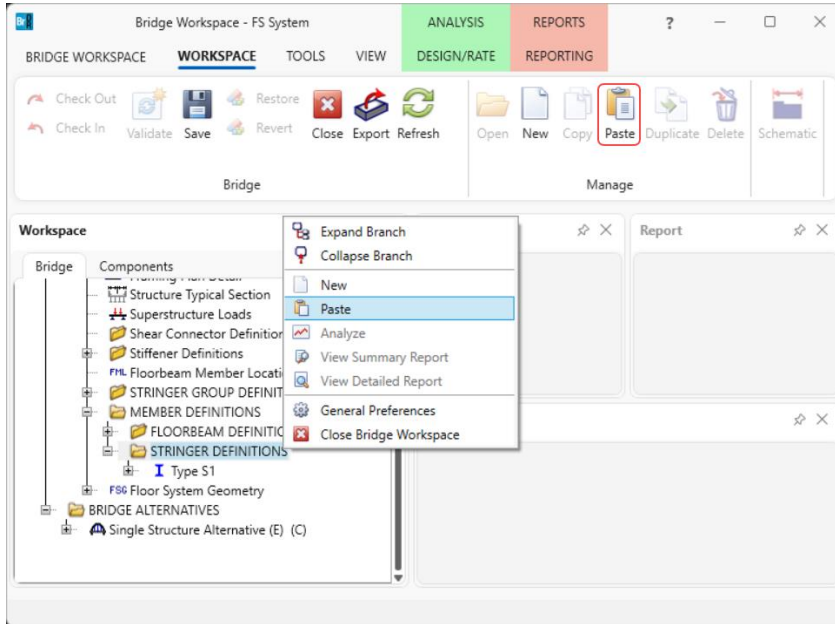 Br
Bridge Workspace - FS System
ANALYSIS
REPORTS
?
BRIDGE WORKSPACE
WORKSPACE
TOOLS
VIEW
DESIGN/RATE
REPORTING
Check Out
Check In
Validate
Save
Restore
Revert
Close
Export
Refresh
Bridge
Open
New
Copy
Paste
Duplicate
Delete
Schematic
Manage
Workspace
Report
Bridge
Components
Structure Typical Section
Superstructure Loads
Shear Connector Definition
Stiffener Definitions
FML Floorbeam Member Locati
STRINGER GROUP DEFINIT
MEMBER DEFINITIONS
FLOORBEAM DEFINITIO
STRINGER DEFINITIONS
Type S1
FSG Floor System Geometry
BRIDGE ALTERNATIVES
Single Structure Alternative (E) (C)
Expand Branch
Collapse Branch
New
Paste
Analyze
View Summary Report
View Detailed Report
General Preferences
Close Bridge Workspace